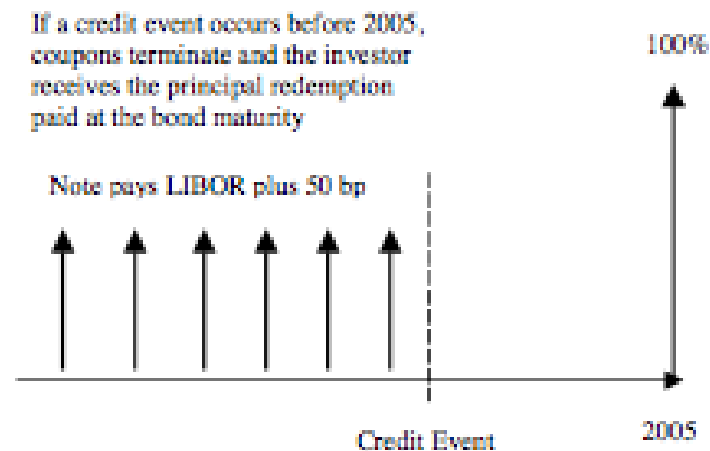 If a credit event occurs before 2005,
coupons terminate and the investor
receives the principal redemption
paid at the bond maturity
100%
Note pays LIBOR plus 50 bp
Credit Event
2005